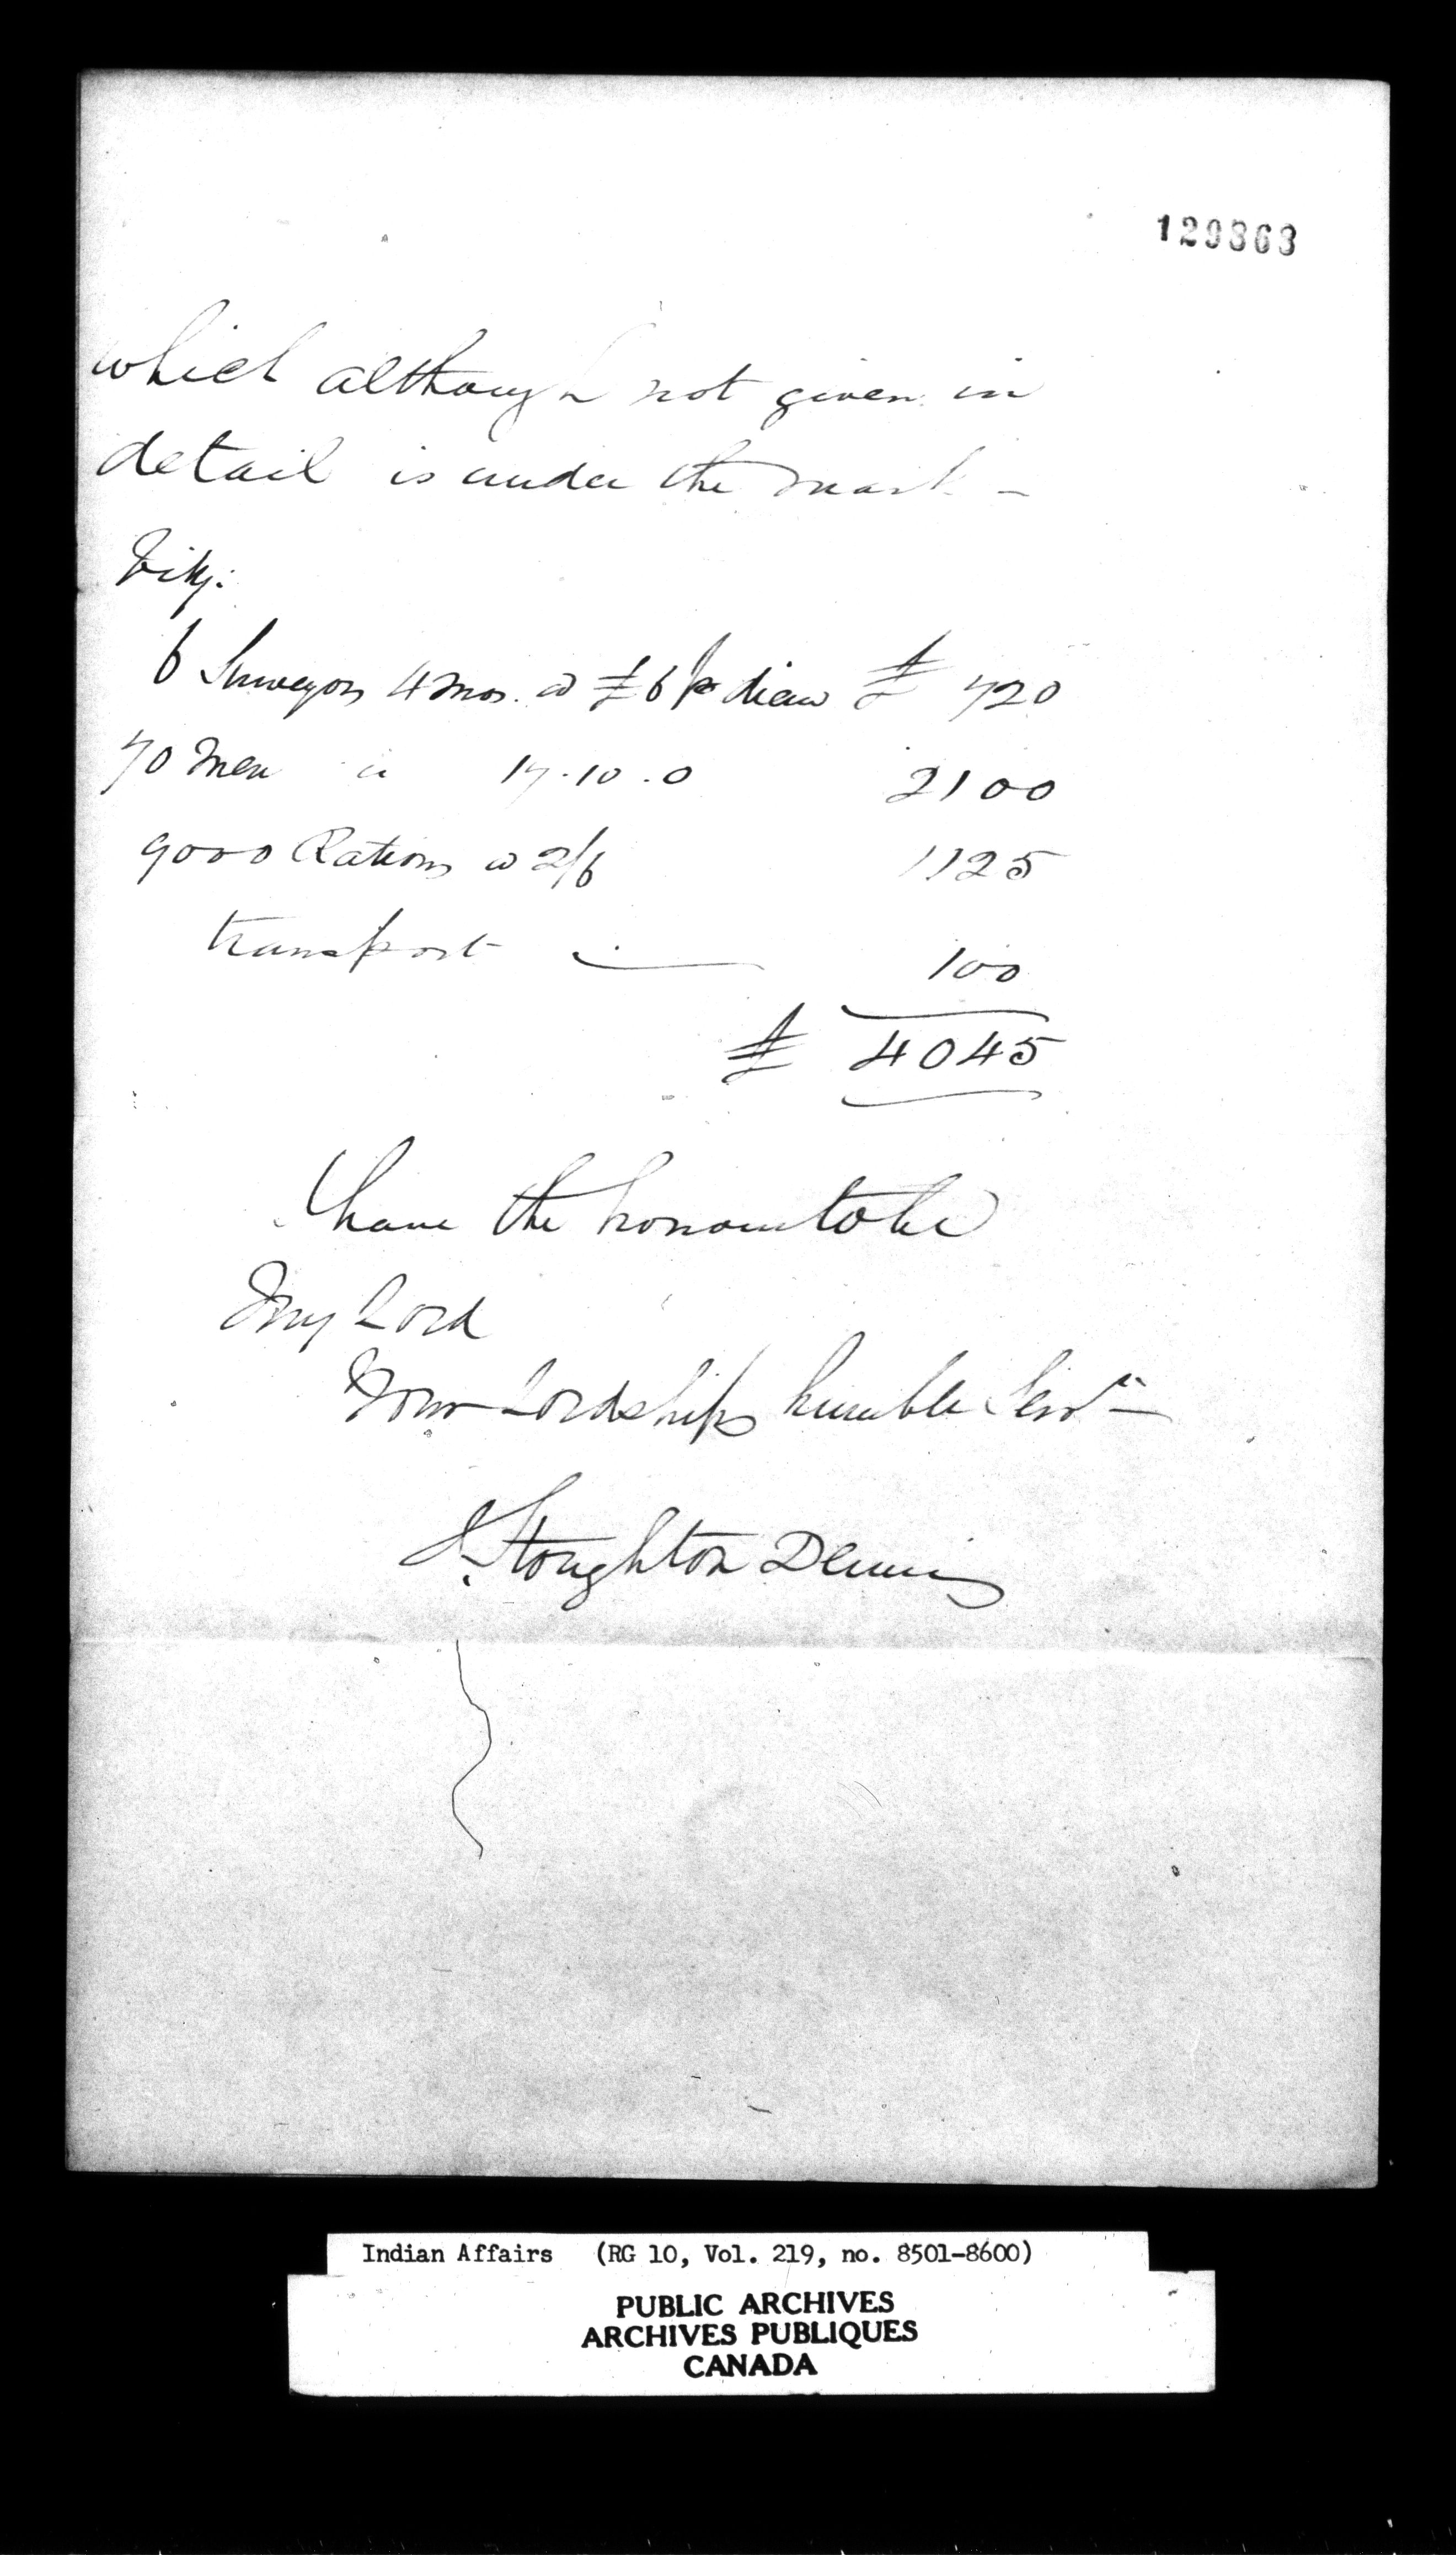 129363
which although not given in
detail is under the mark -
Viz:
6 Surveyors 4 mos. @ £6 p diem £ 720
70 Men " 17.10.0 2100
9000 Rations @ 2/6 1125
transport 100
£ 4045
I have the honour to be
My Lord
Your Lordships humble Servt
J. Stoughton Dennis
Indian Affairs (RG 10, Vol. 219, no. 8501-8600)
PUBLIC ARCHIVES
ARCHIVES PUBLIQUES
CANADA